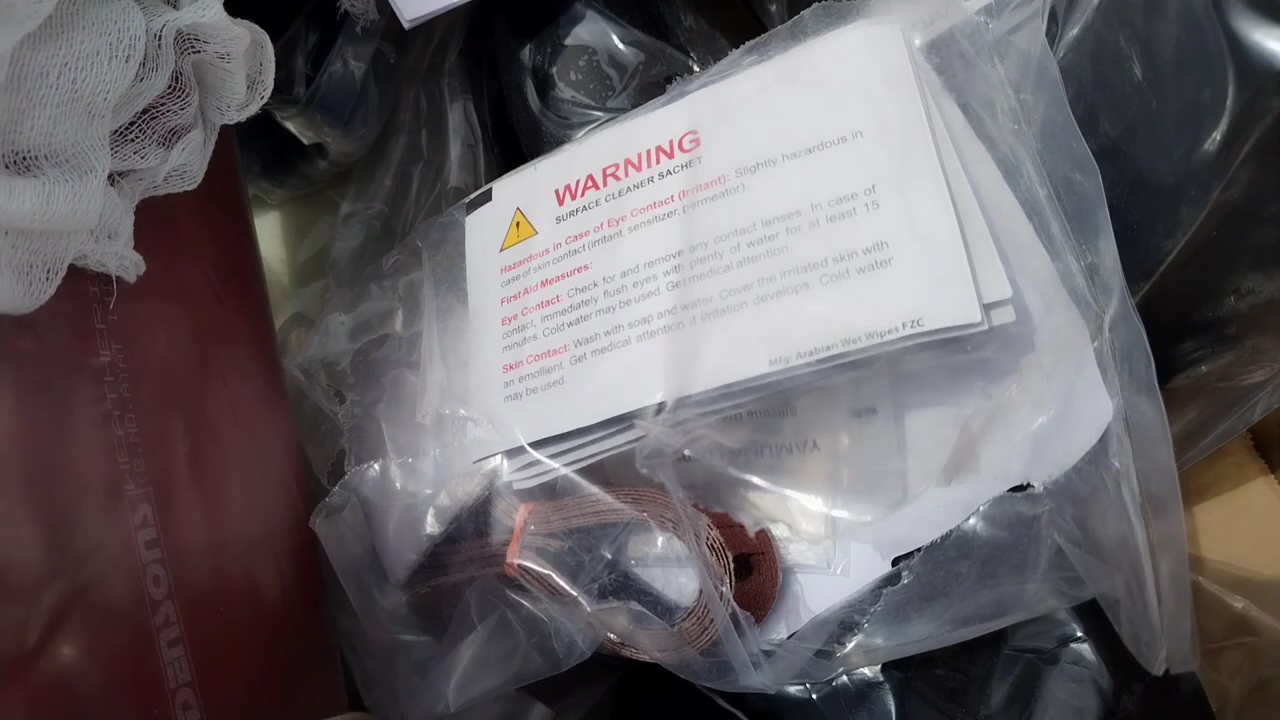 WARNING
SURFACE CLEANER SACHET
Hazardous in Case of Eye Contact (Irritant): Slightly hazardous in
case of skin contact (irritant, sensitizer, permeator).
First Aid Measures:
Eye Contact: Check for and remove any contact lenses. In case of
contact, immediately flush eyes with plenty of water for at least 15
minutes. Cold water may be used. Get medical attention.
Skin Contact: Wash with soap and water. Cover the irritated skin with
an emollient. Get medical attention if irritation develops. Cold water
may be used.
Mfg: Arabian Wet Wipes FZC
Silicone